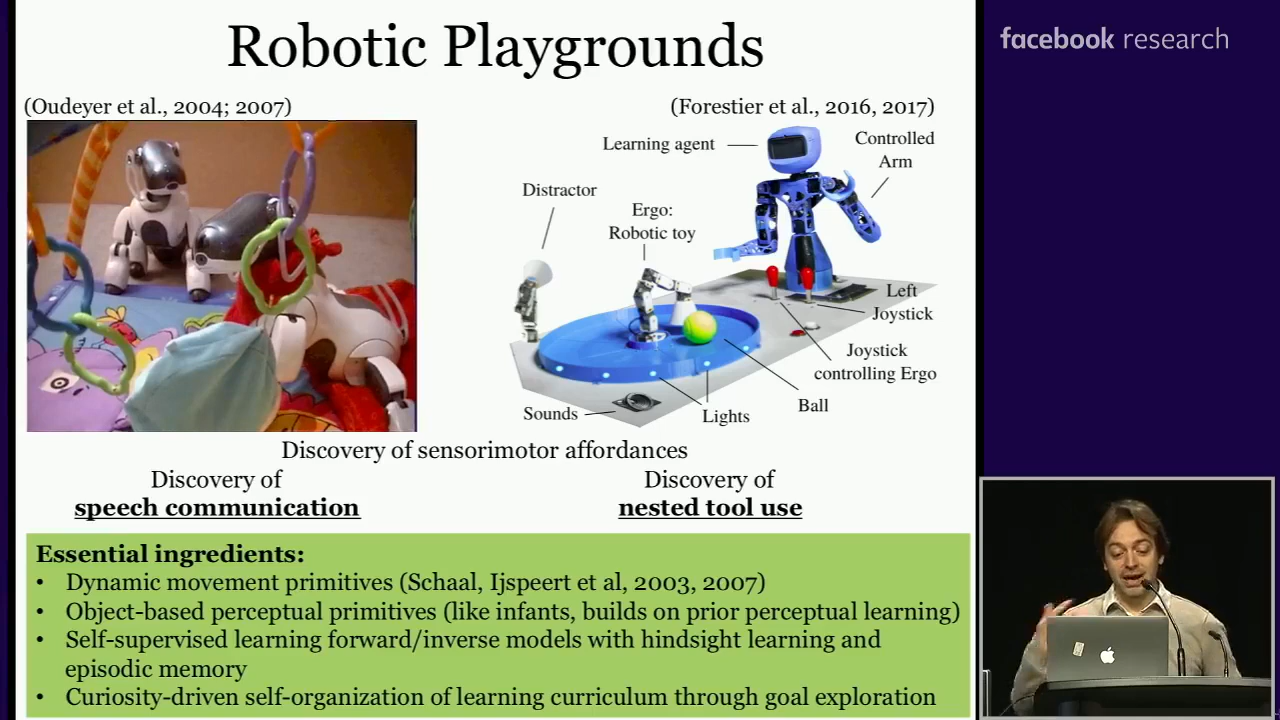 Robotic Playgrounds
facebook research
(Oudeyer et al., 2004; 2007)
(Forestier et al., 2016, 2017)
Learning agent
Controlled
Arm
Distractor
Ergo:
Robotic toy
Left
Joystick
Joystick
controlling Ergo
Ball
Sounds
Lights
Discovery of sensorimotor affordances
Discovery of
speech communication
Discovery of
nested tool use
Essential ingredients:
• Dynamic movement primitives (Schaal, Ijspeert et al, 2003, 2007)
• Object-based perceptual primitives (like infants, builds on prior perceptual learning)
• Self-supervised learning forward/inverse models with hindsight learning and
episodic memory
• Curiosity-driven self-organization of learning curriculum through goal exploration